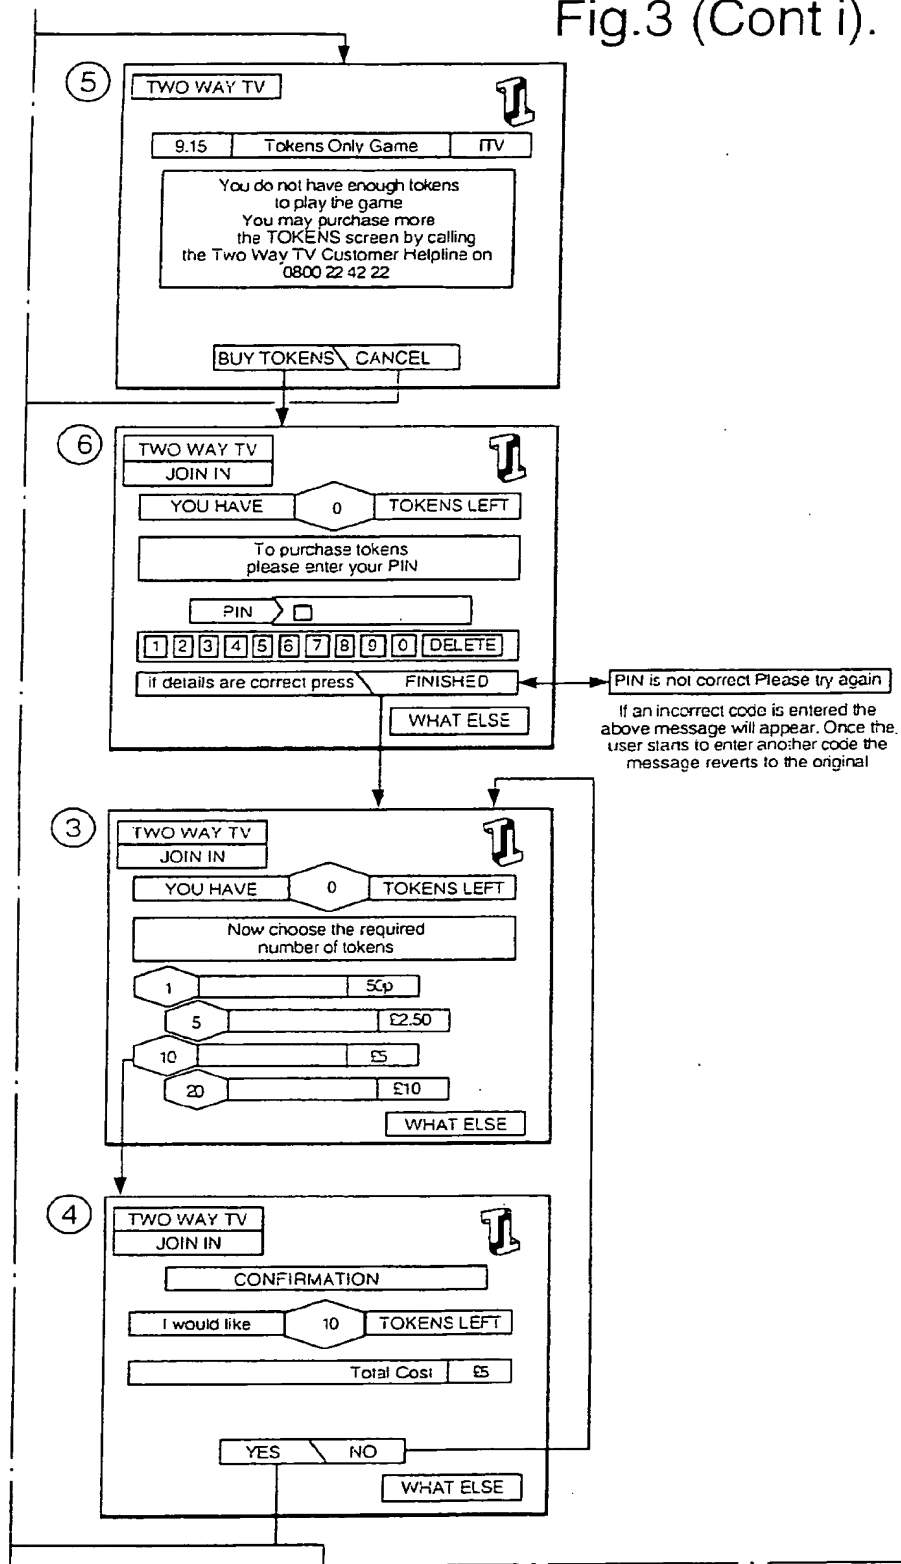 Fig.3 (Cont i).
5
TWO WAY TV
9.15 Tokens Only Game ITV
You do not have enough tokens
to play the game
You may purchase more
the TOKENS screen by calling
the Two Way TV Customer Helpline on
0800 22 42 22
BUY TOKENS CANCEL
6
TWO WAY TV
JOIN IN
YOU HAVE 0 TOKENS LEFT
To purchase tokens
please enter your PIN
PIN
1 2 3 4 5 6 7 8 9 0 DELETE
if details are correct press FINISHED
PIN is not correct Please try again
WHAT ELSE
If an incorrect code is entered the
above message will appear. Once the
user starts to enter another code the
message reverts to the original
3
TWO WAY TV
JOIN IN
YOU HAVE 0 TOKENS LEFT
Now choose the required
number of tokens
1 50p
5 £2.50
10 £5
20 £10
WHAT ELSE
4
TWO WAY TV
JOIN IN
CONFIRMATION
I would like 10 TOKENS LEFT
Total Cost £5
YES NO
WHAT ELSE